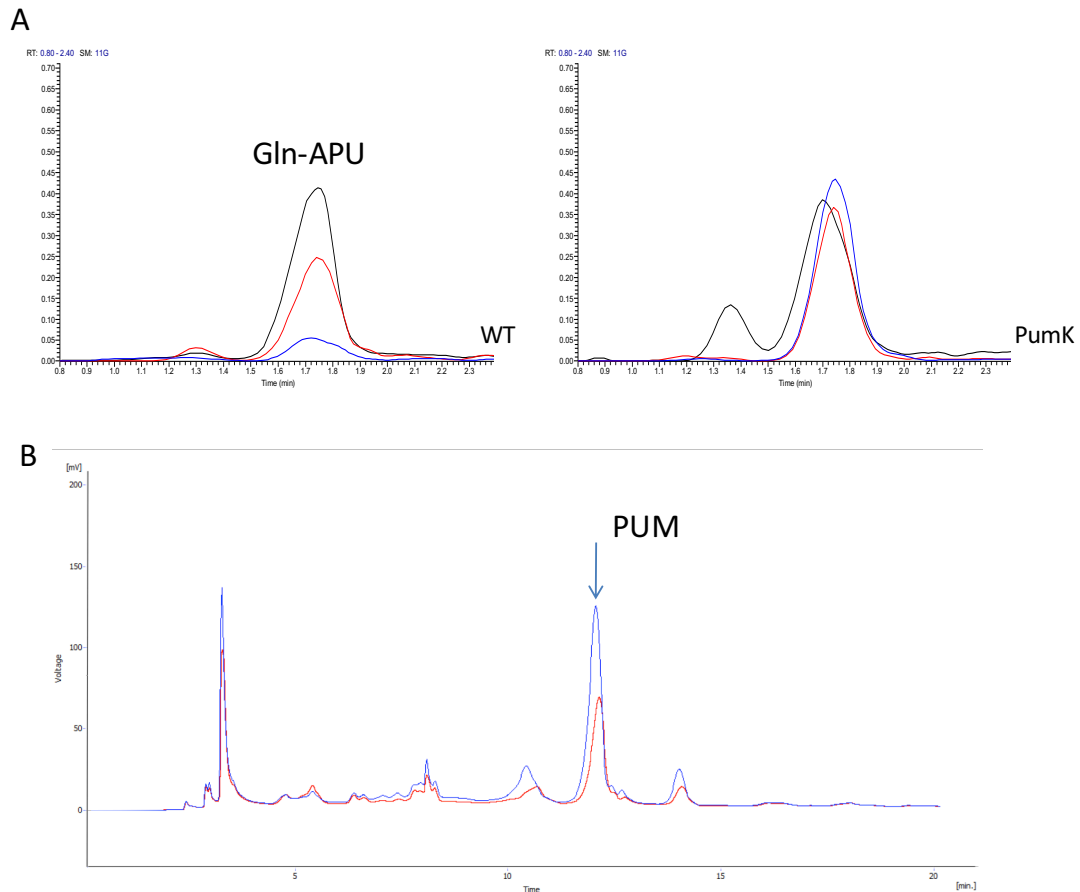 A
RT: 0.80 - 2.40 SM: 11G
0.70
0.65
0.60
0.55
0.50
0.45
0.40
0.35
0.30
0.25
0.20
0.15
0.10
0.05
0.00
Gln-APU
WT
0.8 0.9 1.0 1.1 1.2 1.3 1.4 1.5 1.6 1.7 1.8 1.9 2.0 2.1 2.2 2.3
Time (min)
RT: 0.80 - 2.40 SM: 11G
0.70
0.65
0.60
0.55
0.50
0.45
0.40
0.35
0.30
0.25
0.20
0.15
0.10
0.05
0.00
PumK
0.8 0.9 1.0 1.1 1.2 1.3 1.4 1.5 1.6 1.7 1.8 1.9 2.0 2.1 2.2 2.3
Time (min)
B
[mV]
200
150
100
50
0
Voltage
PUM
5 10 15 20
Time
[min.]